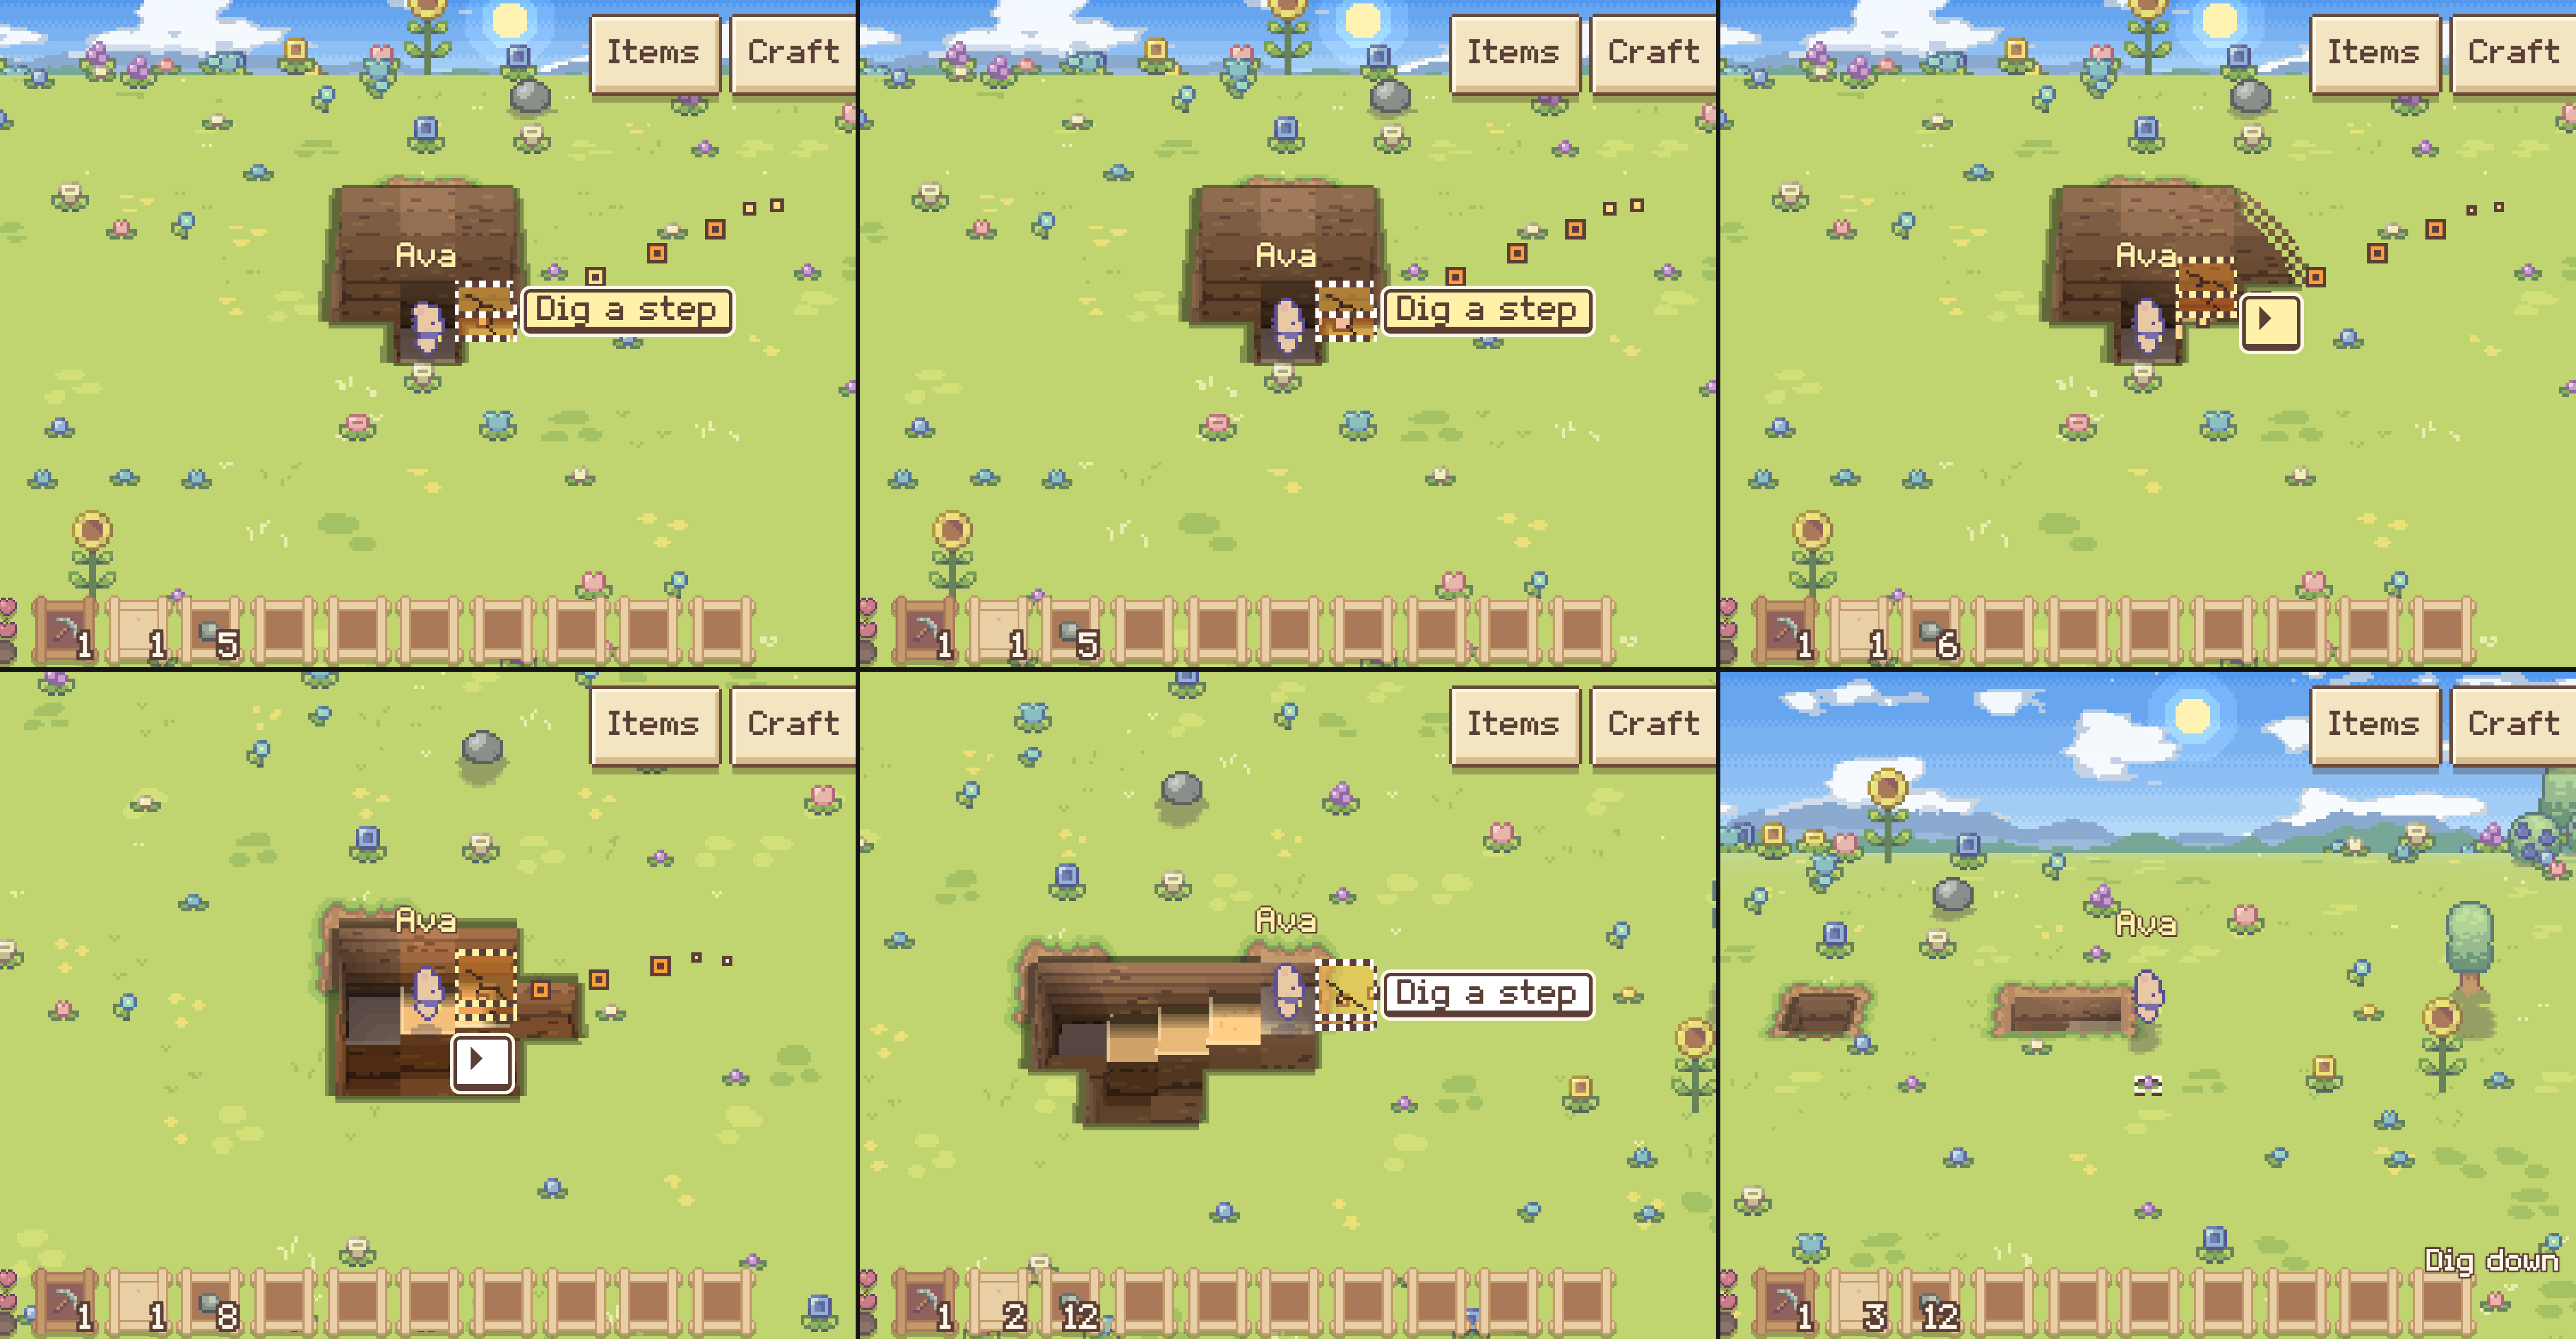 Items Craft
Ava
Dig a step
1 1 5
Items Craft
Ava
Dig a step
1 1 5
Items Craft
Ava
1 1 6
Items Craft
Ava
1 1 8
Items Craft
Ava
Dig a step
1 2 12
Items Craft
Ava
Dig down
1 3 12